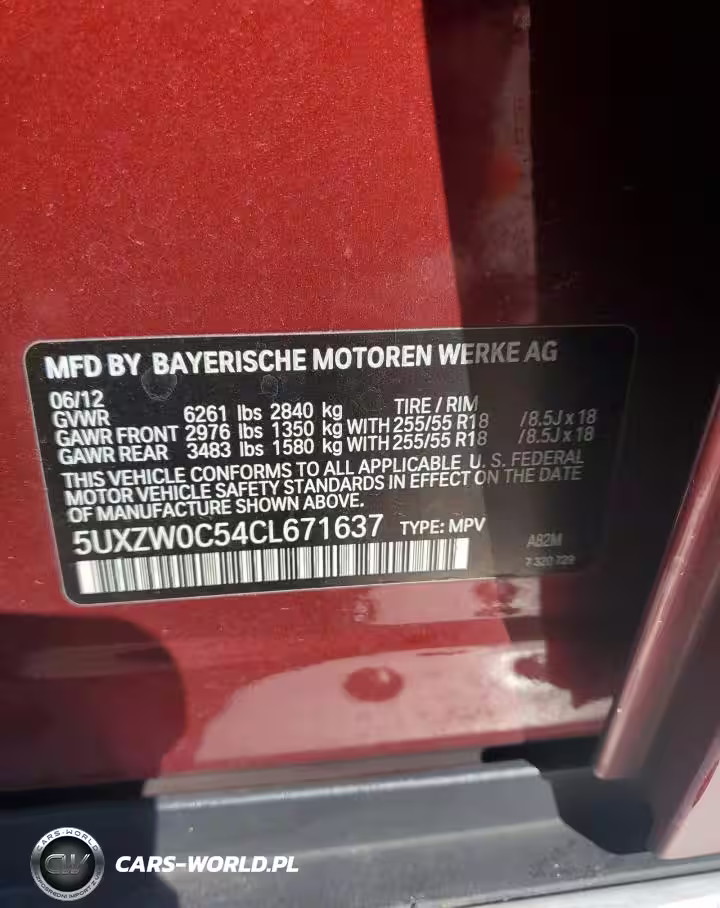 MFD BY BAYERISCHE MOTOREN WERKE AG
06/12 TIRE / RIM
GVWR 6261 lbs 2840 kg
GAWR FRONT 2976 lbs 1350 kg WITH 255/55 R18 /8.5J x 18
GAWR REAR 3483 lbs 1580 kg WITH 255/55 R18 /8.5J x 18
THIS VEHICLE CONFORMS TO ALL APPLICABLE U. S. FEDERAL
MOTOR VEHICLE SAFETY STANDARDS IN EFFECT ON THE DATE
OF MANUFACTURE SHOWN ABOVE.
5UXZW0C54CL671637 TYPE: MPV
A82M
7 320 729
CARS-WORLD
CW
CARS-WORLD.PL